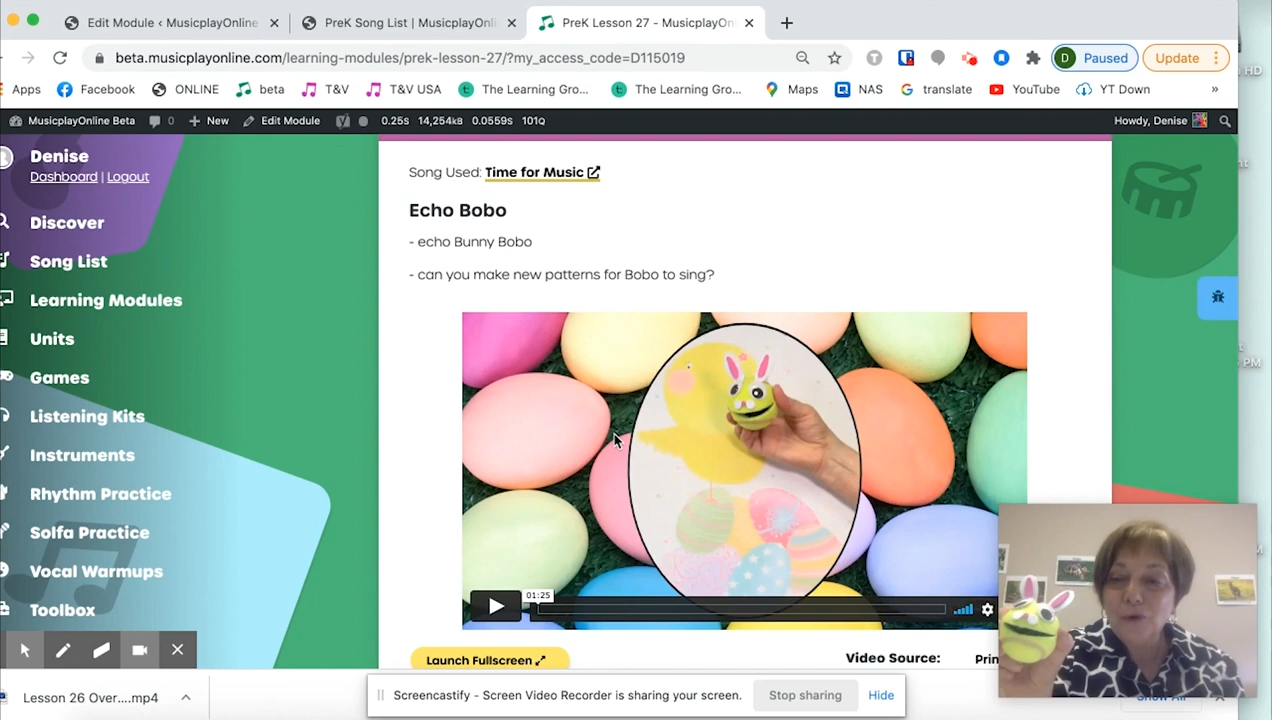 Edit Module ‹ MusicplayOnline
PreK Song List | MusicplayOnli
PreK Lesson 27 - MusicplayOn
beta.musicplayonline.com/learning-modules/prek-lesson-27/?my_access_code=D115019
D Paused
Update
Apps
Facebook
ONLINE
beta
T&V
T&V USA
The Learning Gro...
The Learning Gro...
Maps
NAS
translate
YouTube
YT Down
»
MusicplayOnline Beta
0
New
Edit Module
0.25s
14,254kB
0.0559s
101Q
Howdy, Denise
HD
Denise
Dashboard | Logout
Discover
Song List
Learning Modules
Units
Games
Listening Kits
Instruments
Rhythm Practice
Solfa Practice
Vocal Warmups
Toolbox
Song Used: Time for Music
Echo Bobo
- echo Bunny Bobo
- can you make new patterns for Bobo to sing?
PM
01:25
Launch Fullscreen
Video Source:
Prin
Lesson 26 Over....mp4
Screencastify - Screen Video Recorder is sharing your screen.
Stop sharing
Hide
Show All